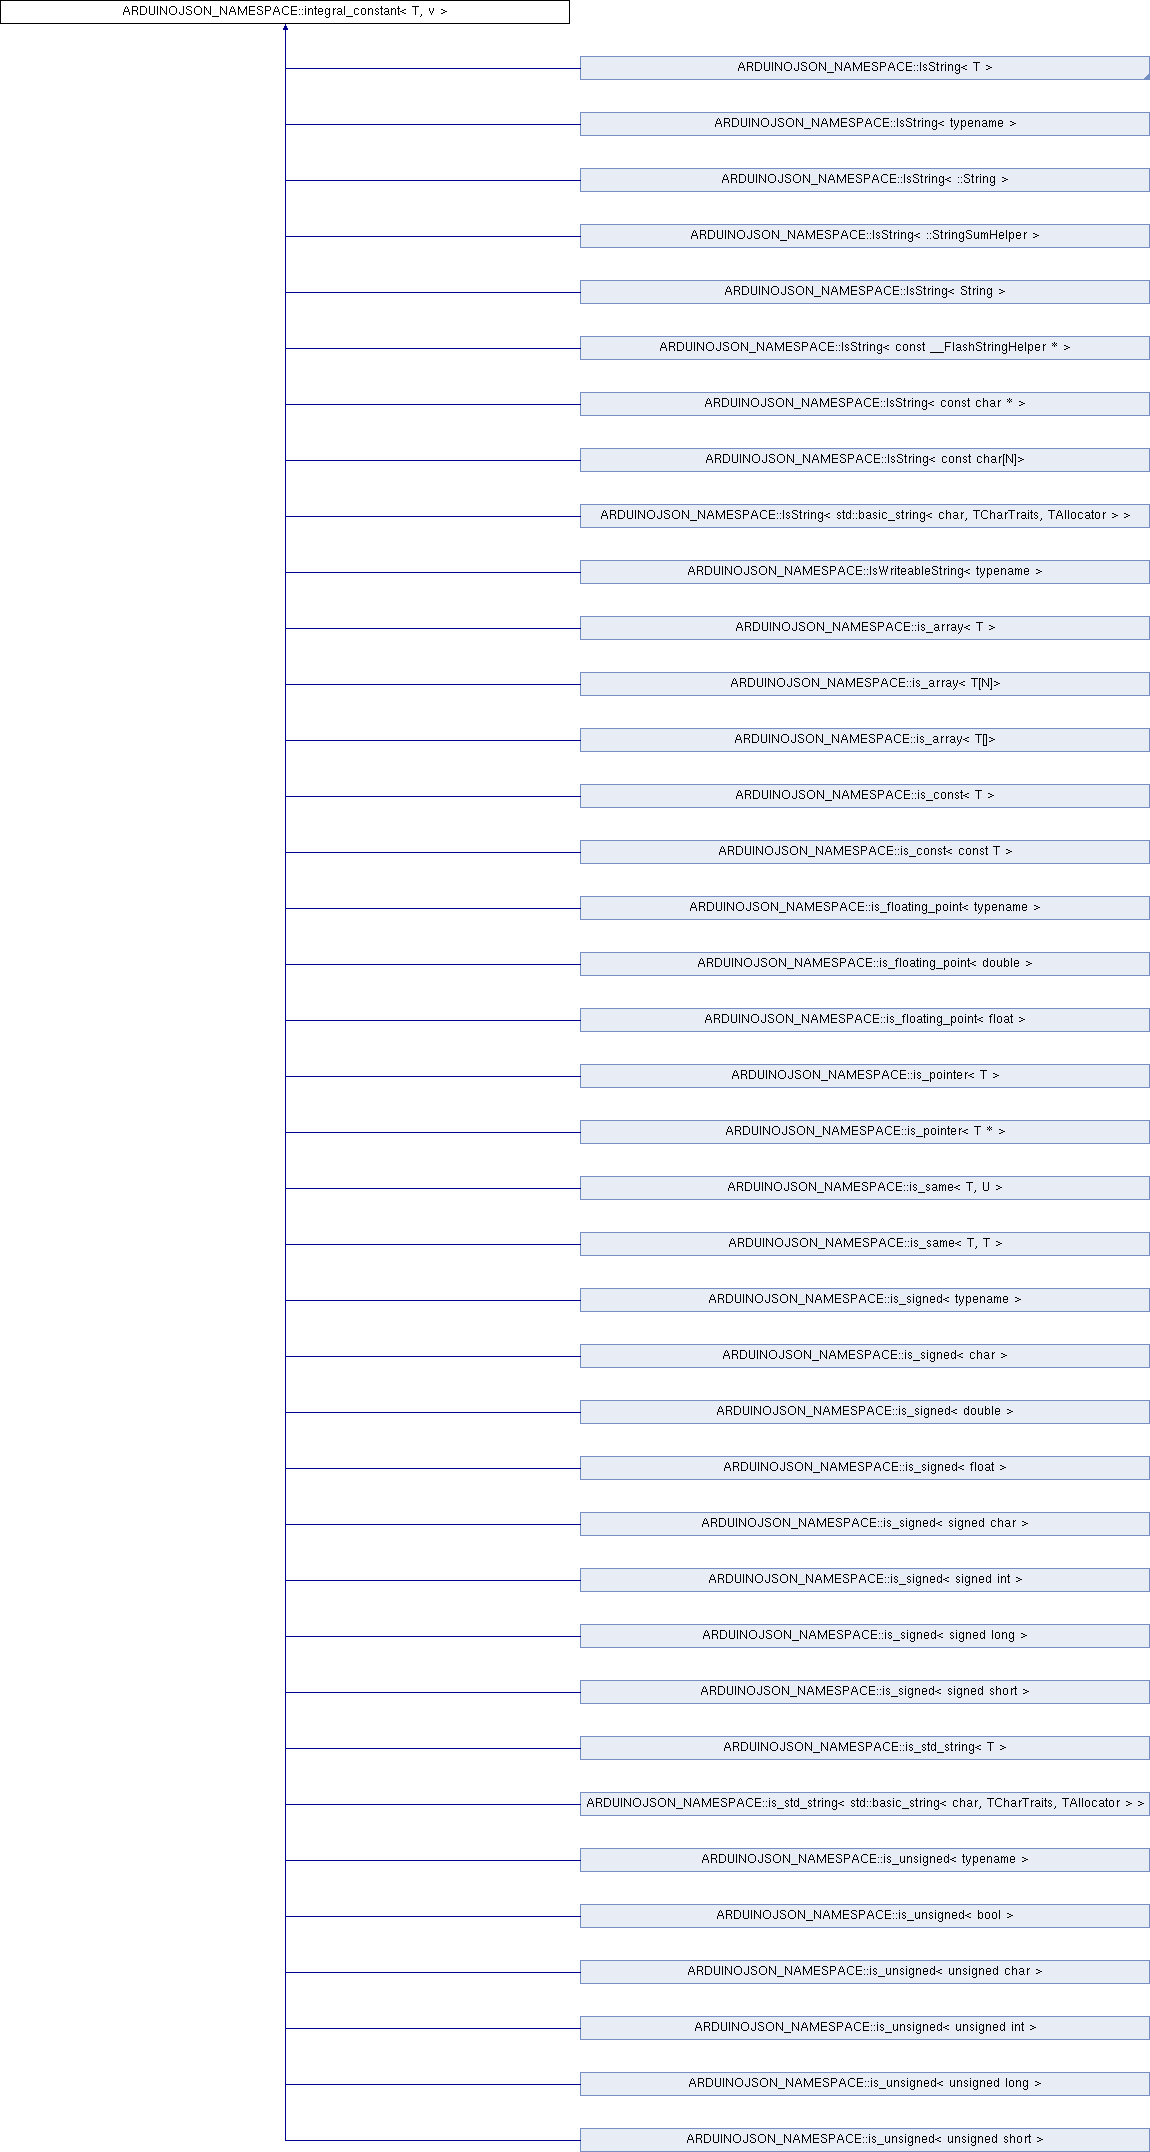 ARDUINOJSON_NAMESPACE::integral_constant< T, v >
ARDUINOJSON_NAMESPACE::IsString< T >
ARDUINOJSON_NAMESPACE::IsString< typename >
ARDUINOJSON_NAMESPACE::IsString< ::String >
ARDUINOJSON_NAMESPACE::IsString< ::StringSumHelper >
ARDUINOJSON_NAMESPACE::IsString< String >
ARDUINOJSON_NAMESPACE::IsString< const __FlashStringHelper * >
ARDUINOJSON_NAMESPACE::IsString< const char * >
ARDUINOJSON_NAMESPACE::IsString< const char[N]>
ARDUINOJSON_NAMESPACE::IsString< std::basic_string< char, TCharTraits, TAllocator > >
ARDUINOJSON_NAMESPACE::IsWriteableString< typename >
ARDUINOJSON_NAMESPACE::is_array< T >
ARDUINOJSON_NAMESPACE::is_array< T[N]>
ARDUINOJSON_NAMESPACE::is_array< T[]>
ARDUINOJSON_NAMESPACE::is_const< T >
ARDUINOJSON_NAMESPACE::is_const< const T >
ARDUINOJSON_NAMESPACE::is_floating_point< typename >
ARDUINOJSON_NAMESPACE::is_floating_point< double >
ARDUINOJSON_NAMESPACE::is_floating_point< float >
ARDUINOJSON_NAMESPACE::is_pointer< T >
ARDUINOJSON_NAMESPACE::is_pointer< T * >
ARDUINOJSON_NAMESPACE::is_same< T, U >
ARDUINOJSON_NAMESPACE::is_same< T, T >
ARDUINOJSON_NAMESPACE::is_signed< typename >
ARDUINOJSON_NAMESPACE::is_signed< char >
ARDUINOJSON_NAMESPACE::is_signed< double >
ARDUINOJSON_NAMESPACE::is_signed< float >
ARDUINOJSON_NAMESPACE::is_signed< signed char >
ARDUINOJSON_NAMESPACE::is_signed< signed int >
ARDUINOJSON_NAMESPACE::is_signed< signed long >
ARDUINOJSON_NAMESPACE::is_signed< signed short >
ARDUINOJSON_NAMESPACE::is_std_string< T >
ARDUINOJSON_NAMESPACE::is_std_string< std::basic_string< char, TCharTraits, TAllocator > >
ARDUINOJSON_NAMESPACE::is_unsigned< typename >
ARDUINOJSON_NAMESPACE::is_unsigned< bool >
ARDUINOJSON_NAMESPACE::is_unsigned< unsigned char >
ARDUINOJSON_NAMESPACE::is_unsigned< unsigned int >
ARDUINOJSON_NAMESPACE::is_unsigned< unsigned long >
ARDUINOJSON_NAMESPACE::is_unsigned< unsigned short >